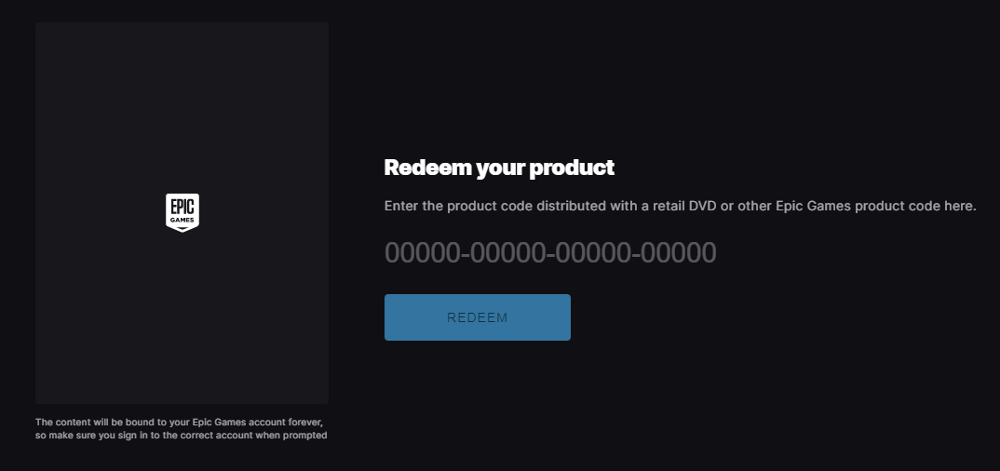 EPIC
GAMES
Redeem your product
Enter the product code distributed with a retail DVD or other Epic Games product code here.
00000-00000-00000-00000
REDEEM
The content will be bound to your Epic Games account forever,
so make sure you sign in to the correct account when prompted